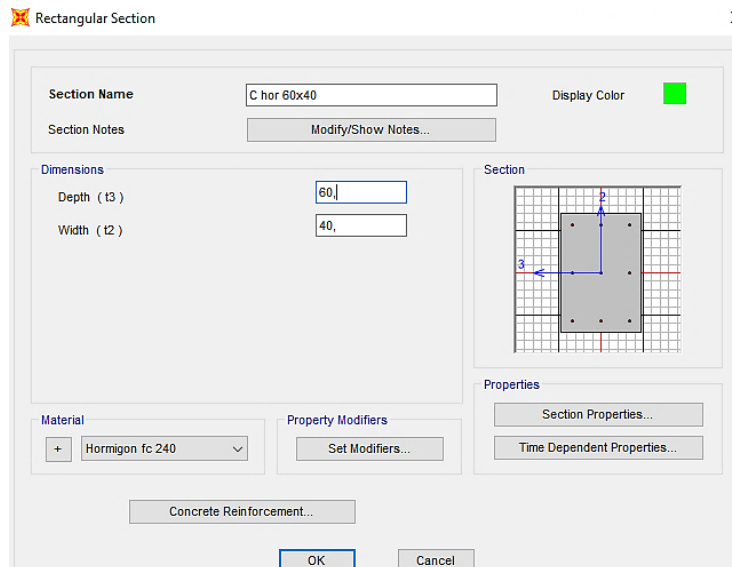 Rectangular Section
Section Name
C hor 60x40
Display Color
Section Notes
Modify/Show Notes...
Dimensions
Depth ( t3 )
60,
Width ( t2 )
40,
Section
2
3
Properties
Section Properties...
Time Dependent Properties...
Material
+
Hormigon fc 240
Property Modifiers
Set Modifiers...
Concrete Reinforcement...
OK
Cancel